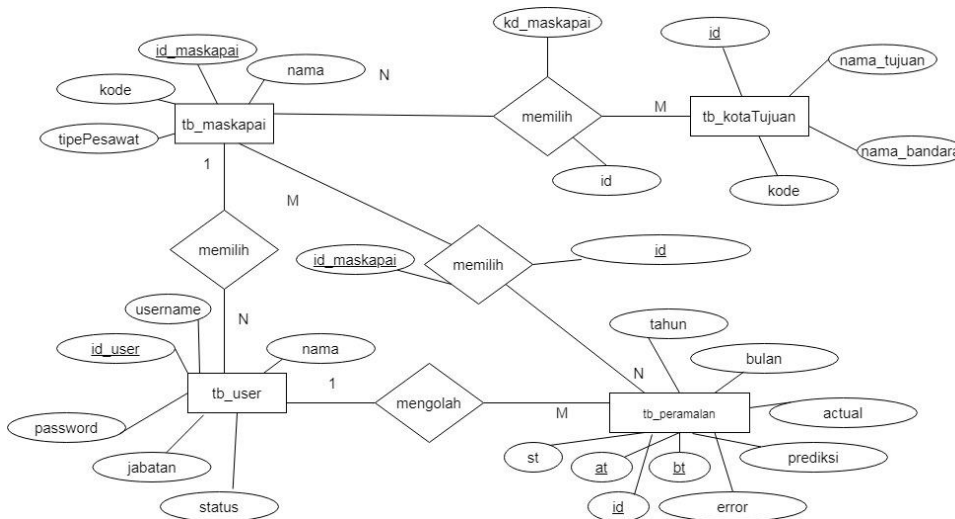 kd_maskapai
id
id_maskapai
nama
nama_tujuan
N
kode
memilih
M
tb_kotaTujuan
tb_maskapai
tipePesawat
nama_bandara
1
id
kode
M
memilih
id_maskapai
memilih
id
username
N
tahun
id_user
nama
bulan
N
1
tb_user
mengolah
M
tb_peramalan
actual
password
st
at
bt
prediksi
jabatan
id
error
status